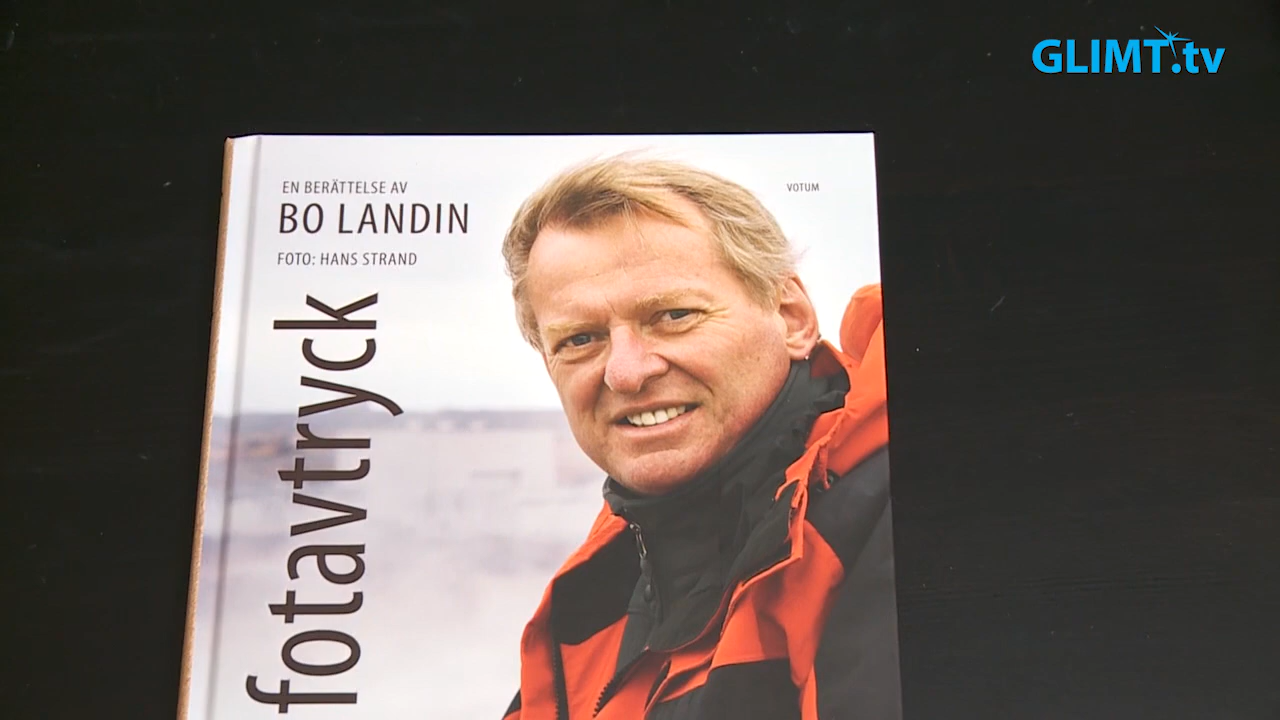 GLIMT.tv
EN BERÄTTELSE AV
BO LANDIN
FOTO: HANS STRAND
VOTUM
fotavtryck